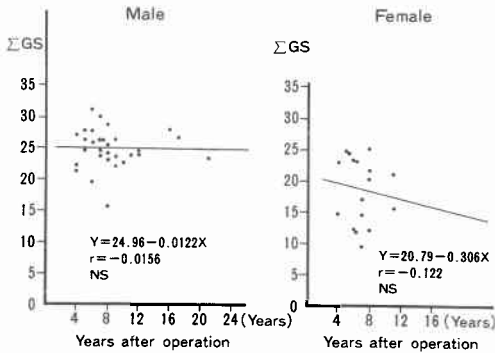 Male
ΣGS
35
30
25
20
15
10
5
0
Y=24.96-0.0122X
r=-0.0156
NS
4 8 12 16 20 24 (Years)
Years after operation
Female
ΣGS
35
30
25
20
15
10
5
0
Y=20.79-0.306X
r=-0.122
NS
4 8 12 16 (Years)
Years after operation